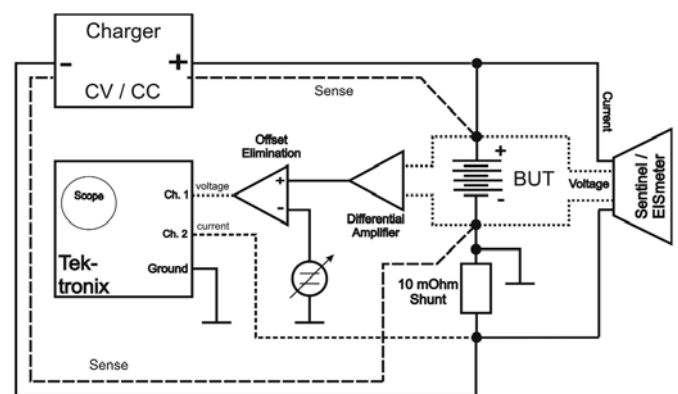 Charger
- +
CV / CC
Sense
Offset
Elimination
+
-
Scope
Tek-
tronix
Ch. 1
voltage
Ch. 2
current
Ground
Differential
Amplifier
+
BUT
-
Voltage
Current
Sentinel /
EISmeter
10 mOhm
Shunt
Sense